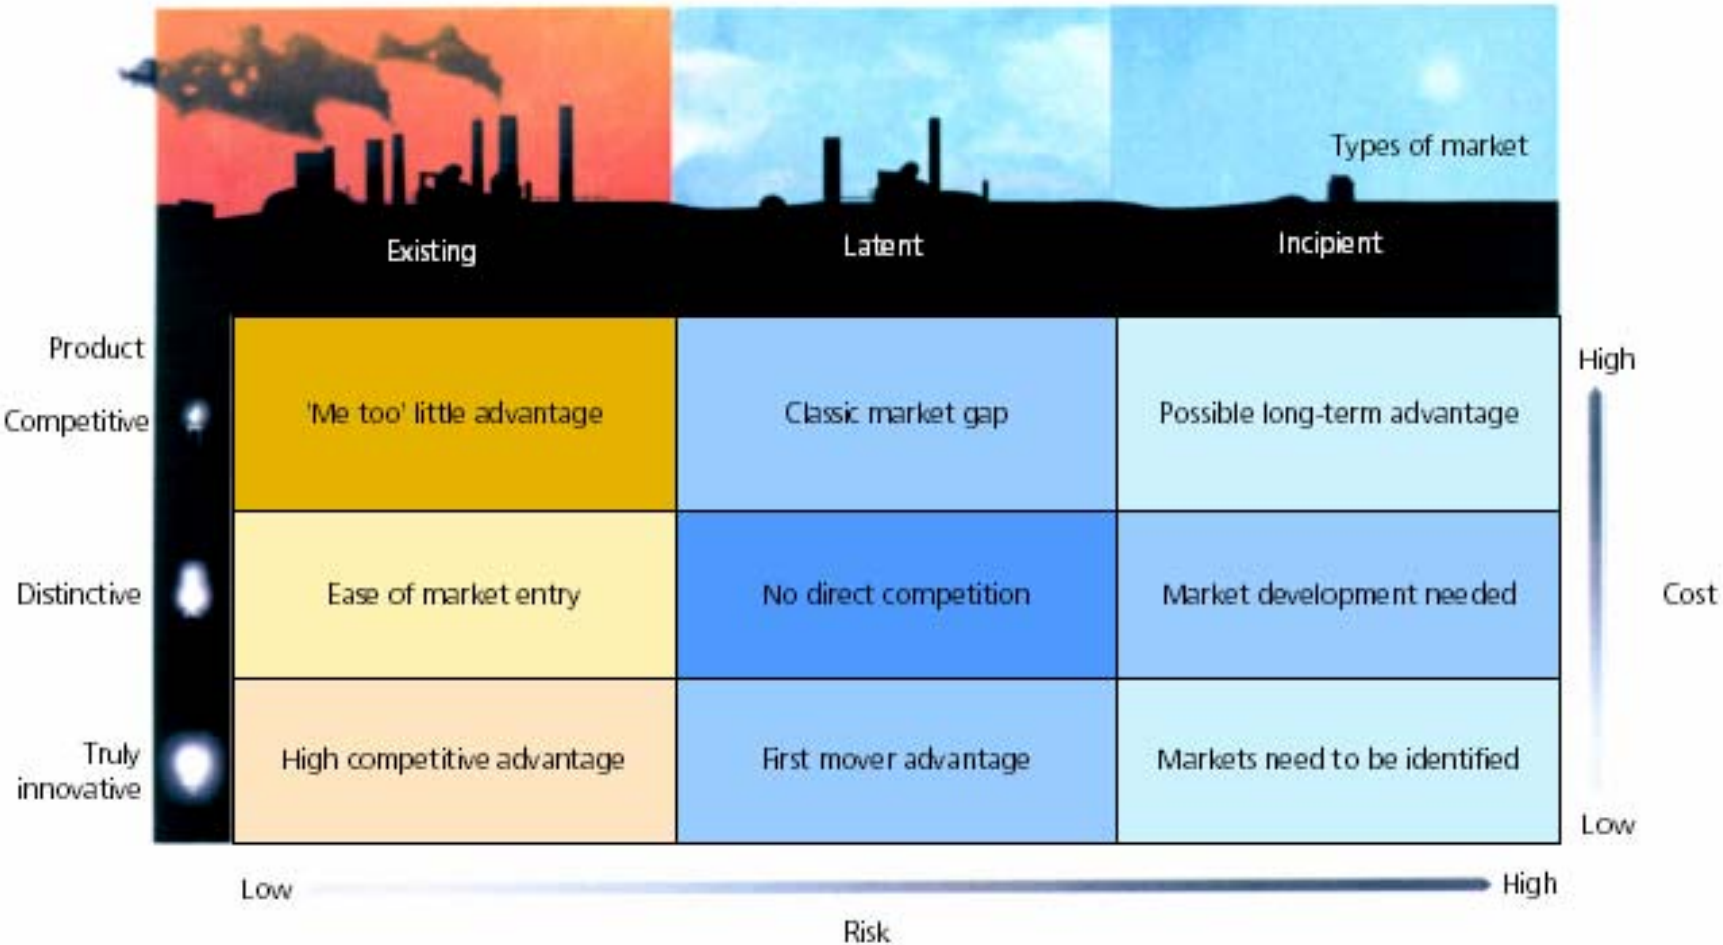 Types of market
Existing
Latent
Incipient
Product
High
Competitive
'Me too' little advantage
Classic market gap
Possible long-term advantage
Distinctive
Ease of market entry
No direct competition
Market development needed
Cost
Truly
innovative
High competitive advantage
First mover advantage
Markets need to be identified
Low
Low
High
Risk